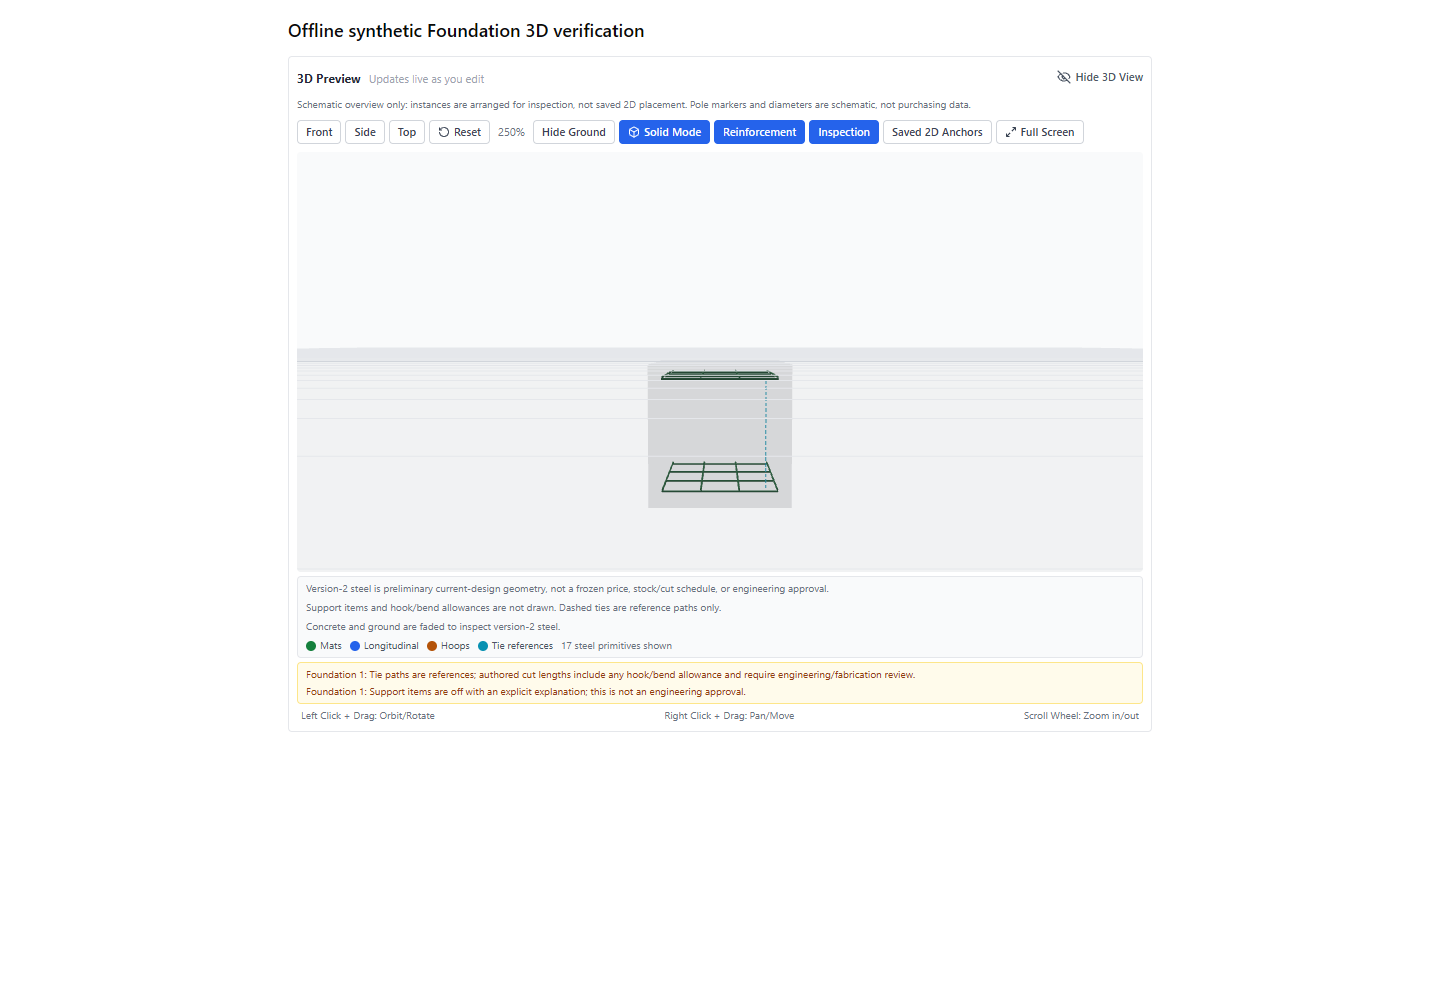 Offline synthetic Foundation 3D verification
3D Preview Updates live as you edit Hide 3D View
Schematic overview only: instances are arranged for inspection, not saved 2D placement. Pole markers and diameters are schematic, not purchasing data.
Front Side Top Reset 250% Hide Ground Solid Mode Reinforcement Inspection Saved 2D Anchors Full Screen
Version-2 steel is preliminary current-design geometry, not a frozen price, stock/cut schedule, or engineering approval.
Support items and hook/bend allowances are not drawn. Dashed ties are reference paths only.
Concrete and ground are faded to inspect version-2 steel.
Mats Longitudinal Hoops Tie references 17 steel primitives shown
Foundation 1: Tie paths are references; authored cut lengths include any hook/bend allowance and require engineering/fabrication review.
Foundation 1: Support items are off with an explicit explanation; this is not an engineering approval.
Left Click + Drag: Orbit/Rotate Right Click + Drag: Pan/Move Scroll Wheel: Zoom in/out